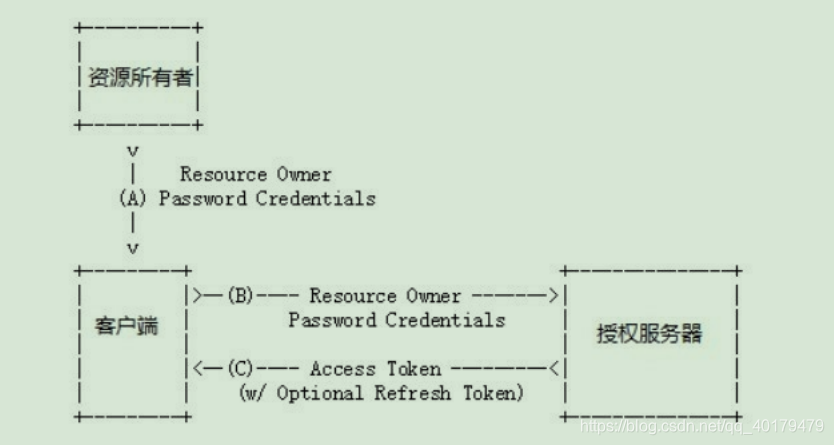 资源所有者
Resource Owner
(A) Password Credentials
客户端
(B) Resource Owner
Password Credentials
授权服务器
(C) Access Token
(w/ Optional Refresh Token)
https://blog.csdn.net/qq_40179479